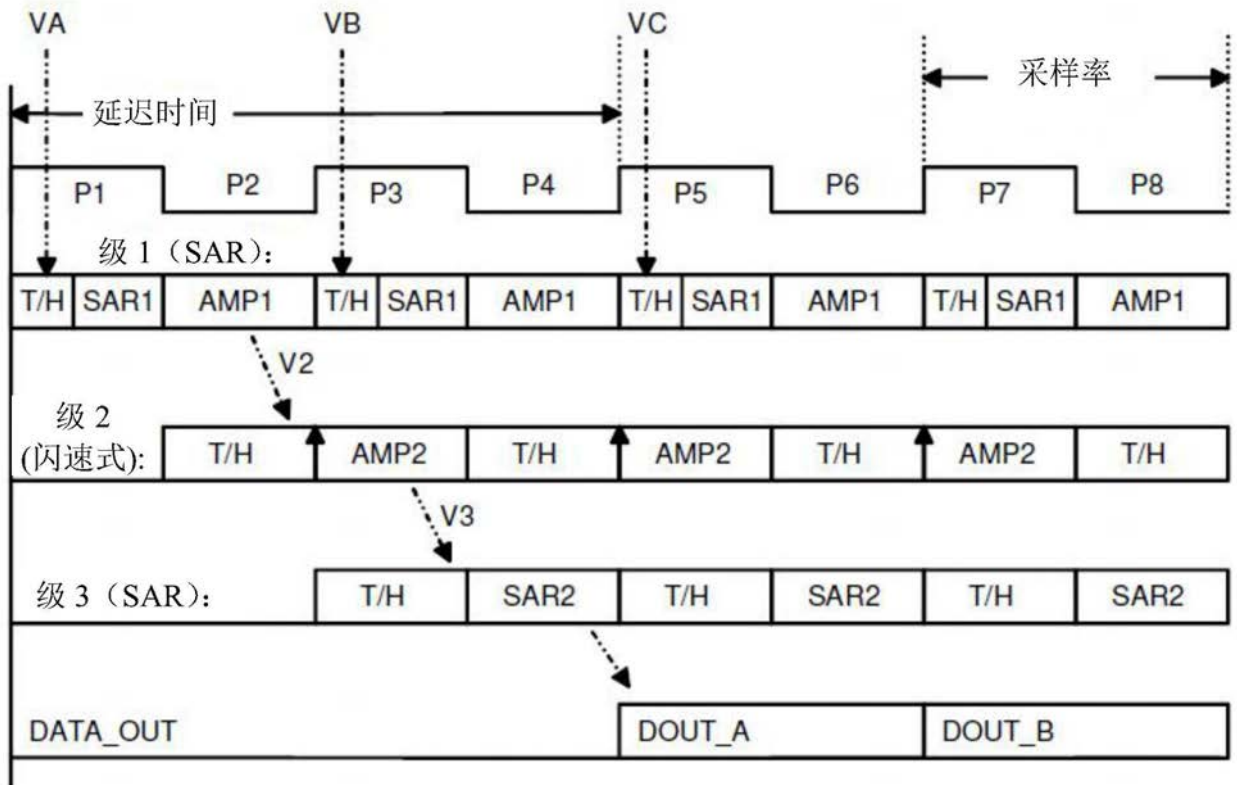 VA VB VC
采样率
延迟时间
P1 P2 P3 P4 P5 P6 P7 P8
级 1（SAR）：
T/H SAR1 AMP1 T/H SAR1 AMP1 T/H SAR1 AMP1 T/H SAR1 AMP1
V2
级 2
(闪速式):
T/H AMP2 T/H AMP2 T/H AMP2 T/H
V3
级 3（SAR）：
T/H SAR2 T/H SAR2 T/H SAR2
DATA_OUT DOUT_A DOUT_B